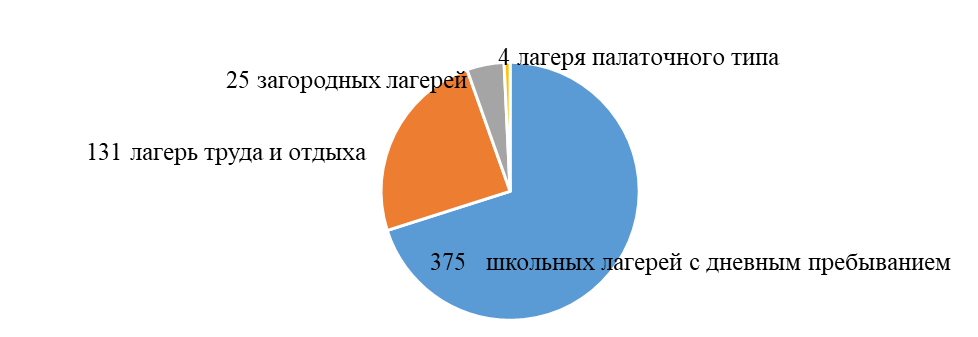 4 лагеря палаточного типа
25 загородных лагерей
131 лагерь труда и отдыха
375 школьных лагерей с дневным пребыванием